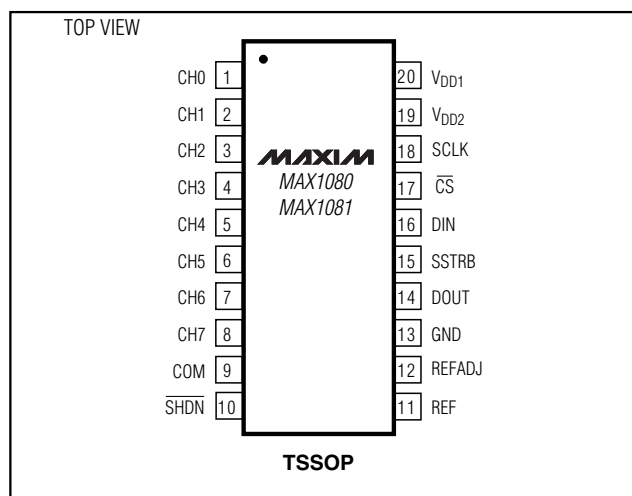 TOP VIEW
CH0 1
CH1 2
CH2 3
CH3 4
CH4 5
CH5 6
CH6 7
CH7 8
COM 9
S̅H̅D̅N̅ 10
MAXIM
MAX1080
MAX1081
20 VDD1
19 VDD2
18 SCLK
17 C̅S̅
16 DIN
15 SSTRB
14 DOUT
13 GND
12 REFADJ
11 REF
TSSOP